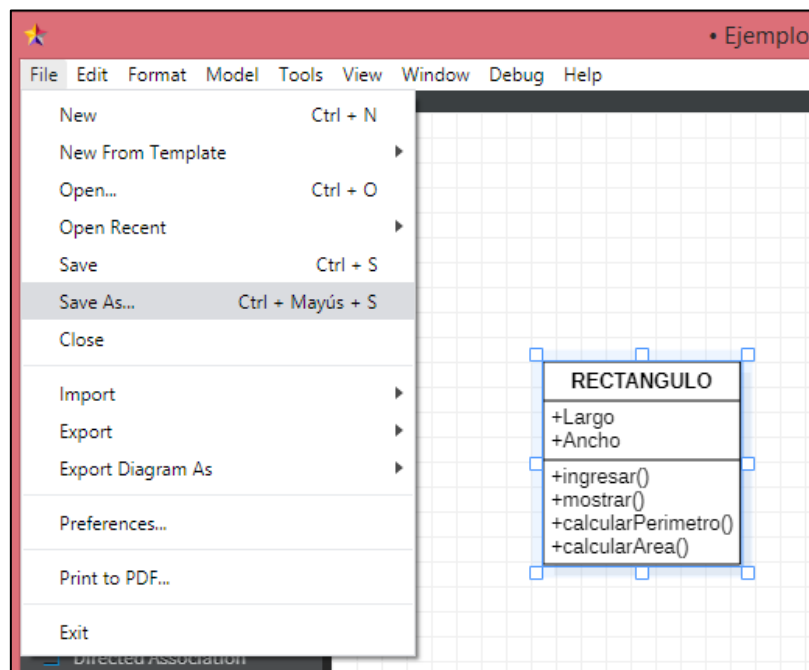 • Ejemplo
File Edit Format Model Tools View Window Debug Help
New Ctrl + N
New From Template
Open... Ctrl + O
Open Recent
Save Ctrl + S
Save As... Ctrl + Mayús + S
Close
Import
Export
Export Diagram As
Preferences...
Print to PDF...
Exit
Directed Association
RECTANGULO
+Largo
+Ancho
+ingresar()
+mostrar()
+calcularPerimetro()
+calcularArea()